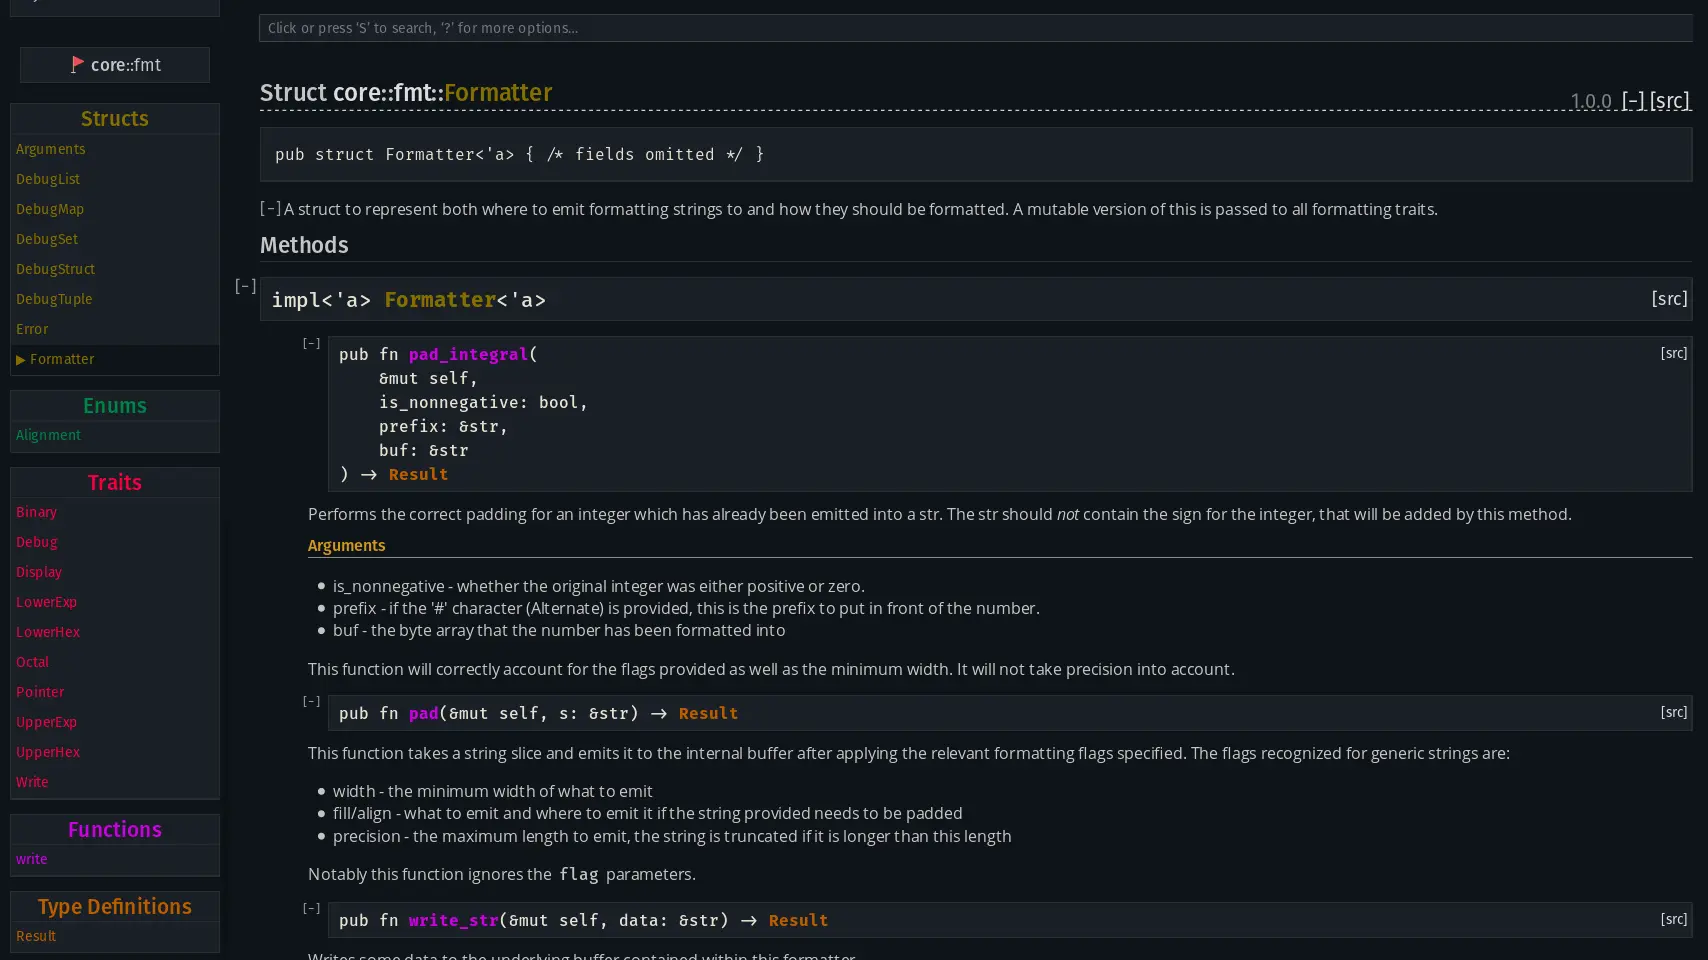 Click or press ‘S’ to search, ‘?’ for more options…
core::fmt
Structs
Arguments
DebugList
DebugMap
DebugSet
DebugStruct
DebugTuple
Error
▶ Formatter
Enums
Alignment
Traits
Binary
Debug
Display
LowerExp
LowerHex
Octal
Pointer
UpperExp
UpperHex
Write
Functions
write
Type Definitions
Result
Struct core::fmt::Formatter 1.0.0 [-] [src]
pub struct Formatter<'a> { /* fields omitted */ }
[-] A struct to represent both where to emit formatting strings to and how they should be formatted. A mutable version of this is passed to all formatting traits.
Methods
[-] impl<'a> Formatter<'a> [src]
[-] pub fn pad_integral( [src]
&mut self,
is_nonnegative: bool,
prefix: &str,
buf: &str
) -> Result
Performs the correct padding for an integer which has already been emitted into a str. The str should not contain the sign for the integer, that will be added by this method.
Arguments
• is_nonnegative - whether the original integer was either positive or zero.
• prefix - if the '#' character (Alternate) is provided, this is the prefix to put in front of the number.
• buf - the byte array that the number has been formatted into
This function will correctly account for the flags provided as well as the minimum width. It will not take precision into account.
[-] pub fn pad(&mut self, s: &str) -> Result [src]
This function takes a string slice and emits it to the internal buffer after applying the relevant formatting flags specified. The flags recognized for generic strings are:
• width - the minimum width of what to emit
• fill/align - what to emit and where to emit it if the string provided needs to be padded
• precision - the maximum length to emit, the string is truncated if it is longer than this length
Notably this function ignores the flag parameters.
[-] pub fn write_str(&mut self, data: &str) -> Result [src]
Writes some data to the underlying buffer contained within this formatter.